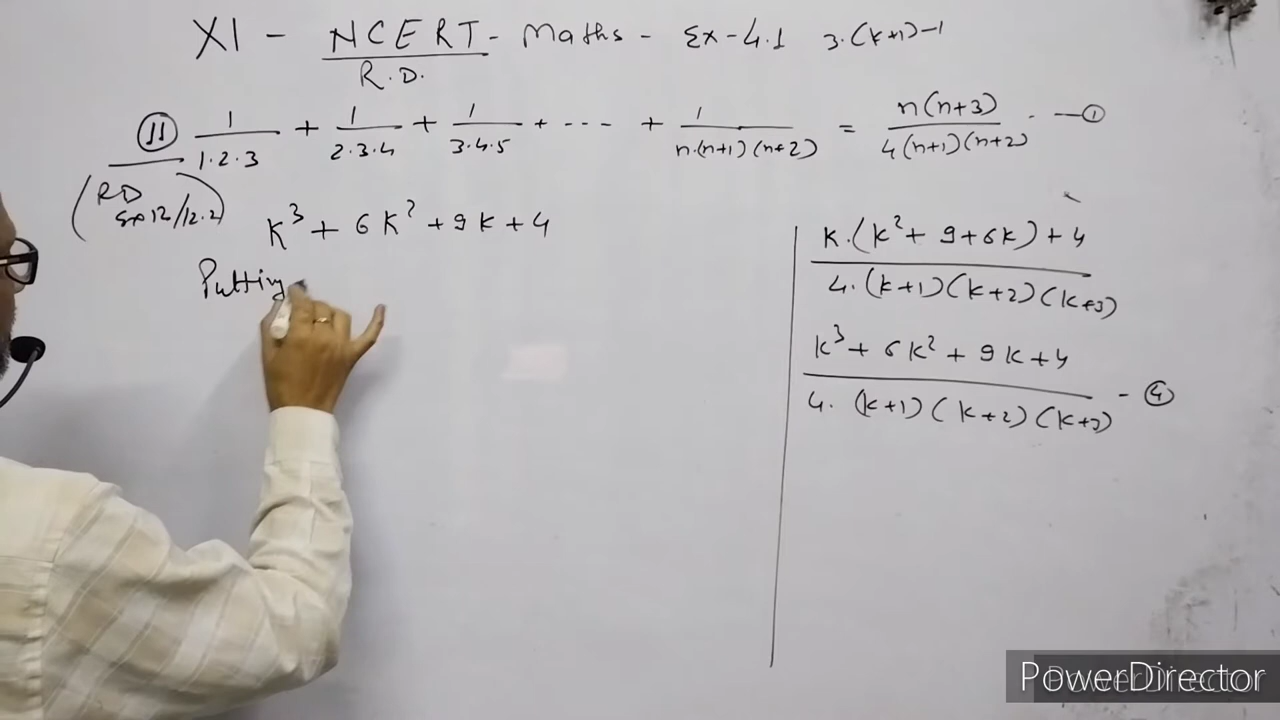 XI - NCERT - Maths - Ex-4.1 3.(k+1)-1
R.D.
(11) 1/1.2.3 + 1/2.3.4 + 1/3.4.5 + ---- + 1/n.(n+1)(n+2) = n(n+3)/4(n+1)(n+2) . —(1)
(RD
Ex 12/12.2)
k³ + 6k² + 9k + 4
Putting
k.(k² + 9 + 6k) + 4
4. (k+1)(k+2)(k+3)
k³ + 6k² + 9k + 4
4. (k+1)(k+2)(k+3) - (4)
PowerDirector